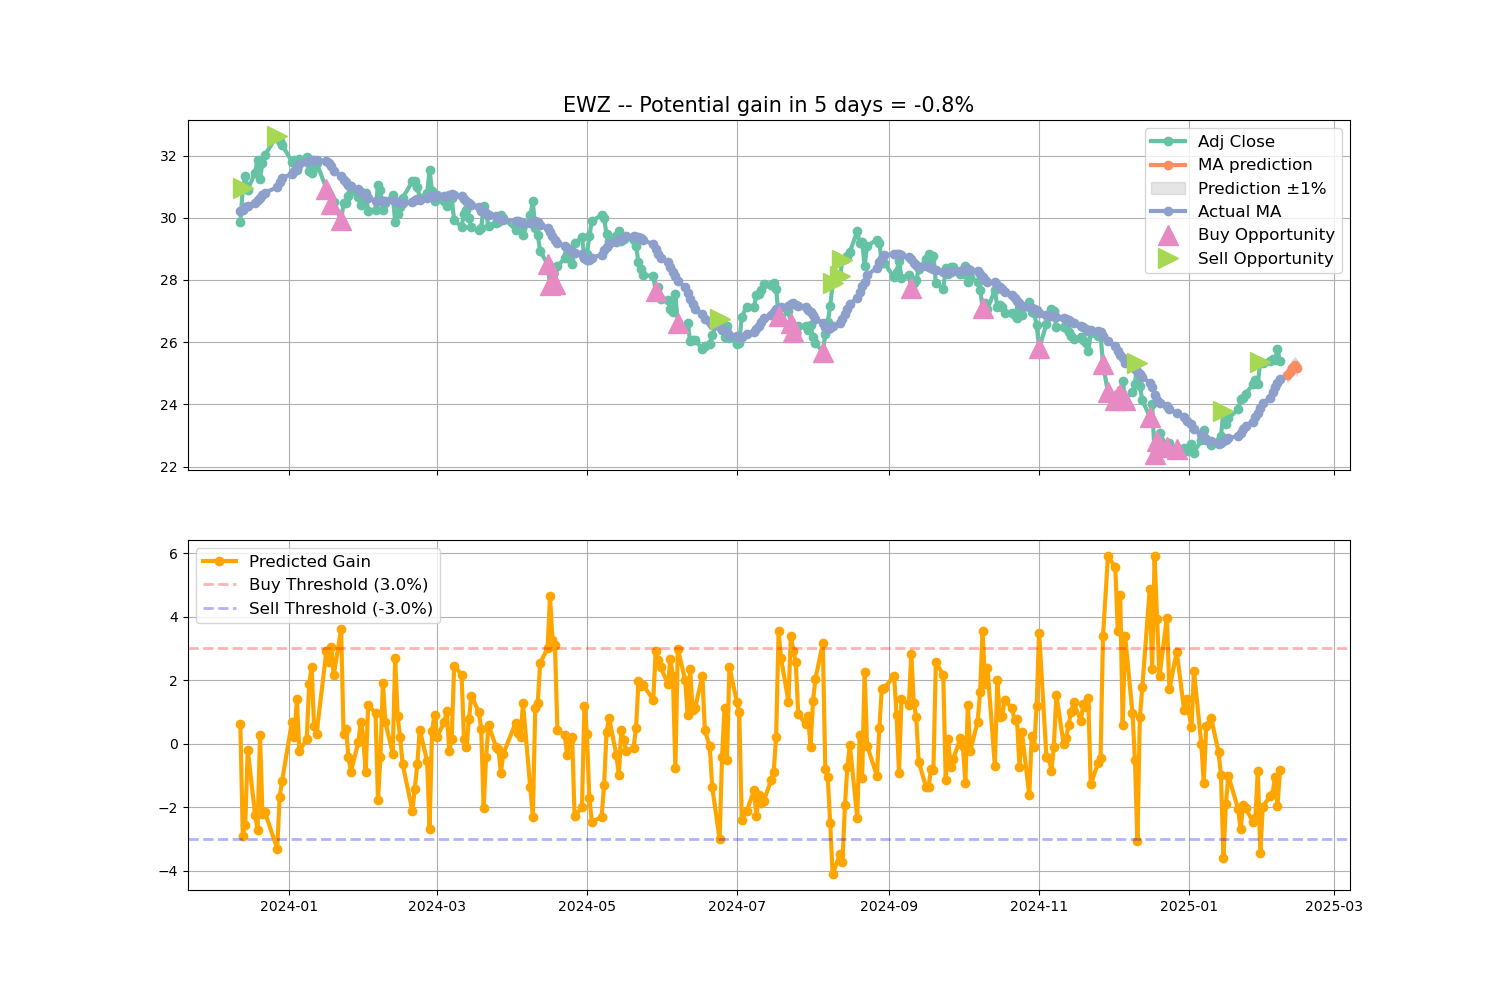 EWZ -- Potential gain in 5 days = -0.8%
32
30
28
26
24
22
Adj Close
MA prediction
Prediction ±1%
Actual MA
Buy Opportunity
Sell Opportunity
6
4
2
0
−2
−4
Predicted Gain
Buy Threshold (3.0%)
Sell Threshold (-3.0%)
2024-01
2024-03
2024-05
2024-07
2024-09
2024-11
2025-01
2025-03